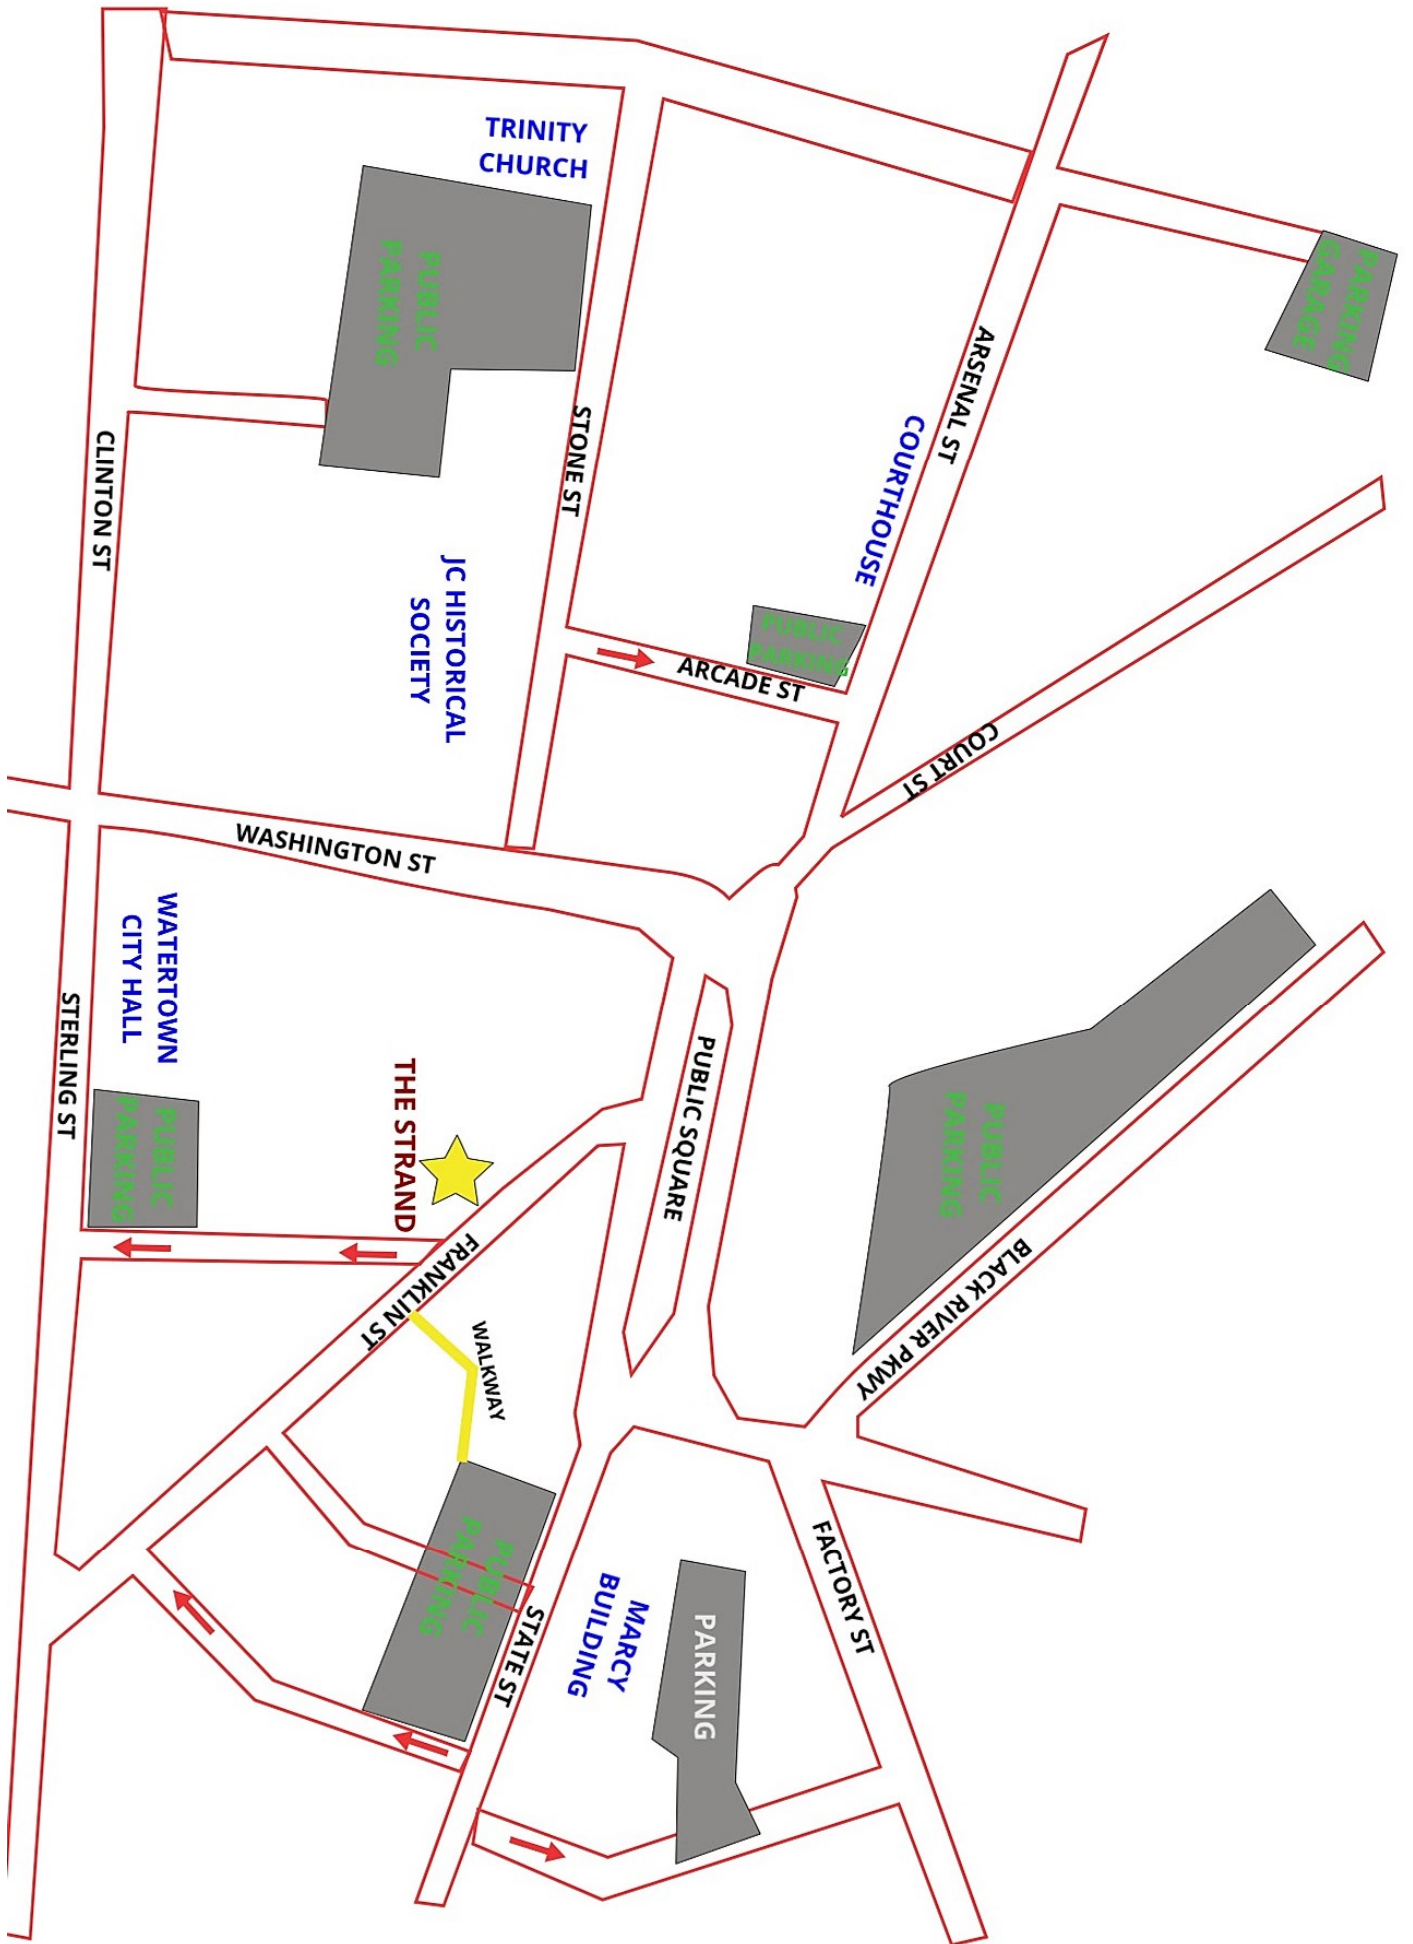 TRINITY
CHURCH
PUBLIC
PARKING
PARKING
GARAGE
ARSENAL ST
COURTHOUSE
STONE ST
CLINTON ST
JC HISTORICAL
SOCIETY
PUBLIC
PARKING
ARCADE ST
COURT ST
WASHINGTON ST
WATERTOWN
CITY HALL
STERLING ST
PUBLIC
PARKING
THE STRAND
PUBLIC SQUARE
PUBLIC
PARKING
BLACK RIVER PKWY
FRANKLIN ST
WALKWAY
PUBLIC
PARKING
STATE ST
MARCY
BUILDING
PARKING
FACTORY ST